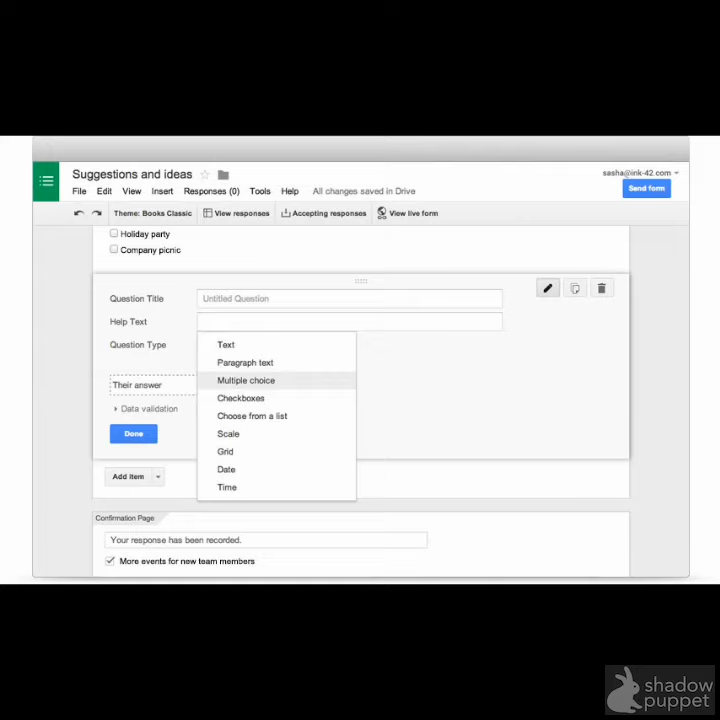 Suggestions and ideas
sasha@ink-42.com
File Edit View Insert Responses (0) Tools Help All changes saved in Drive
Send form
Theme: Books Classic View responses Accepting responses View live form
Holiday party
Company picnic
Question Title Untitled Question
Help Text
Question Type Text
Paragraph text
Multiple choice
Their answer
Checkboxes
Data validation
Choose from a list
Done
Scale
Grid
Date
Add item
Time
Confirmation Page
Your response has been recorded.
More events for new team members
shadow
puppet